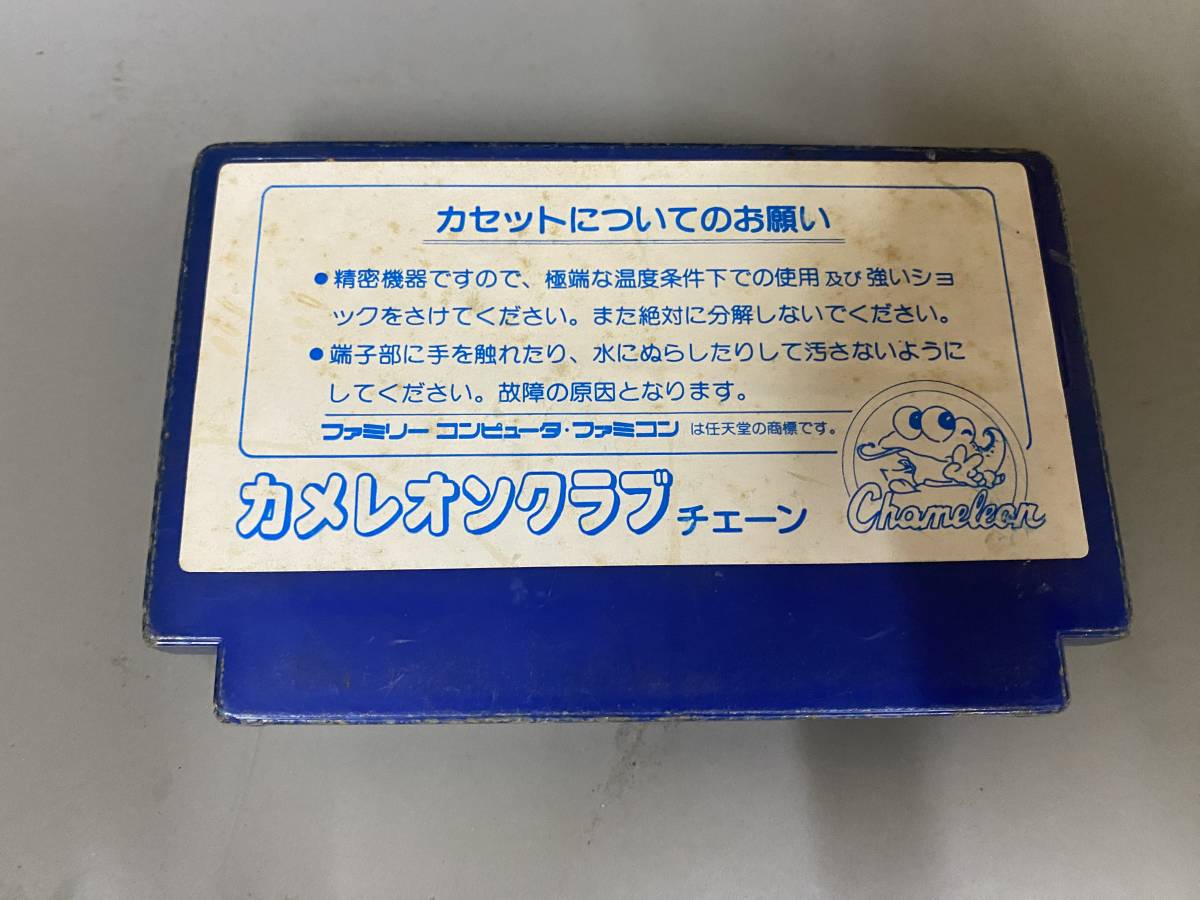 カセットについてのお願い
●精密機器ですので、極端な温度条件下での使用及び強いショ
ックをさけてください。また絶対に分解しないでください。
●端子部に手を触れたり、水にぬらしたりして汚さないように
してください。故障の原因となります。
ファミリーコンピュータ・ファミコン は任天堂の商標です。
カメレオンクラブチェーン
Chameleon